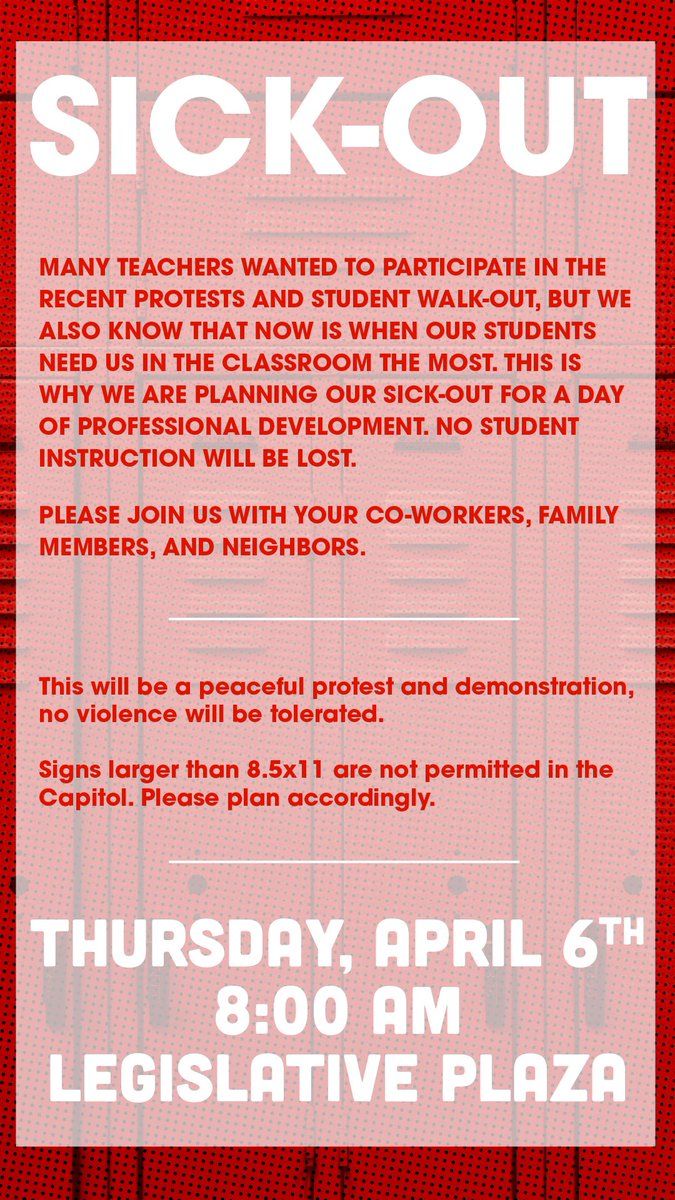 SICK-OUT
MANY TEACHERS WANTED TO PARTICIPATE IN THE
RECENT PROTESTS AND STUDENT WALK-OUT, BUT WE
ALSO KNOW THAT NOW IS WHEN OUR STUDENTS
NEED US IN THE CLASSROOM THE MOST. THIS IS
WHY WE ARE PLANNING OUR SICK-OUT FOR A DAY
OF PROFESSIONAL DEVELOPMENT. NO STUDENT
INSTRUCTION WILL BE LOST.
PLEASE JOIN US WITH YOUR CO-WORKERS, FAMILY
MEMBERS, AND NEIGHBORS.
This will be a peaceful protest and demonstration,
no violence will be tolerated.
Signs larger than 8.5x11 are not permitted in the
Capitol. Please plan accordingly.
THURSDAY, APRIL 6TH
8:00 AM
LEGISLATIVE PLAZA